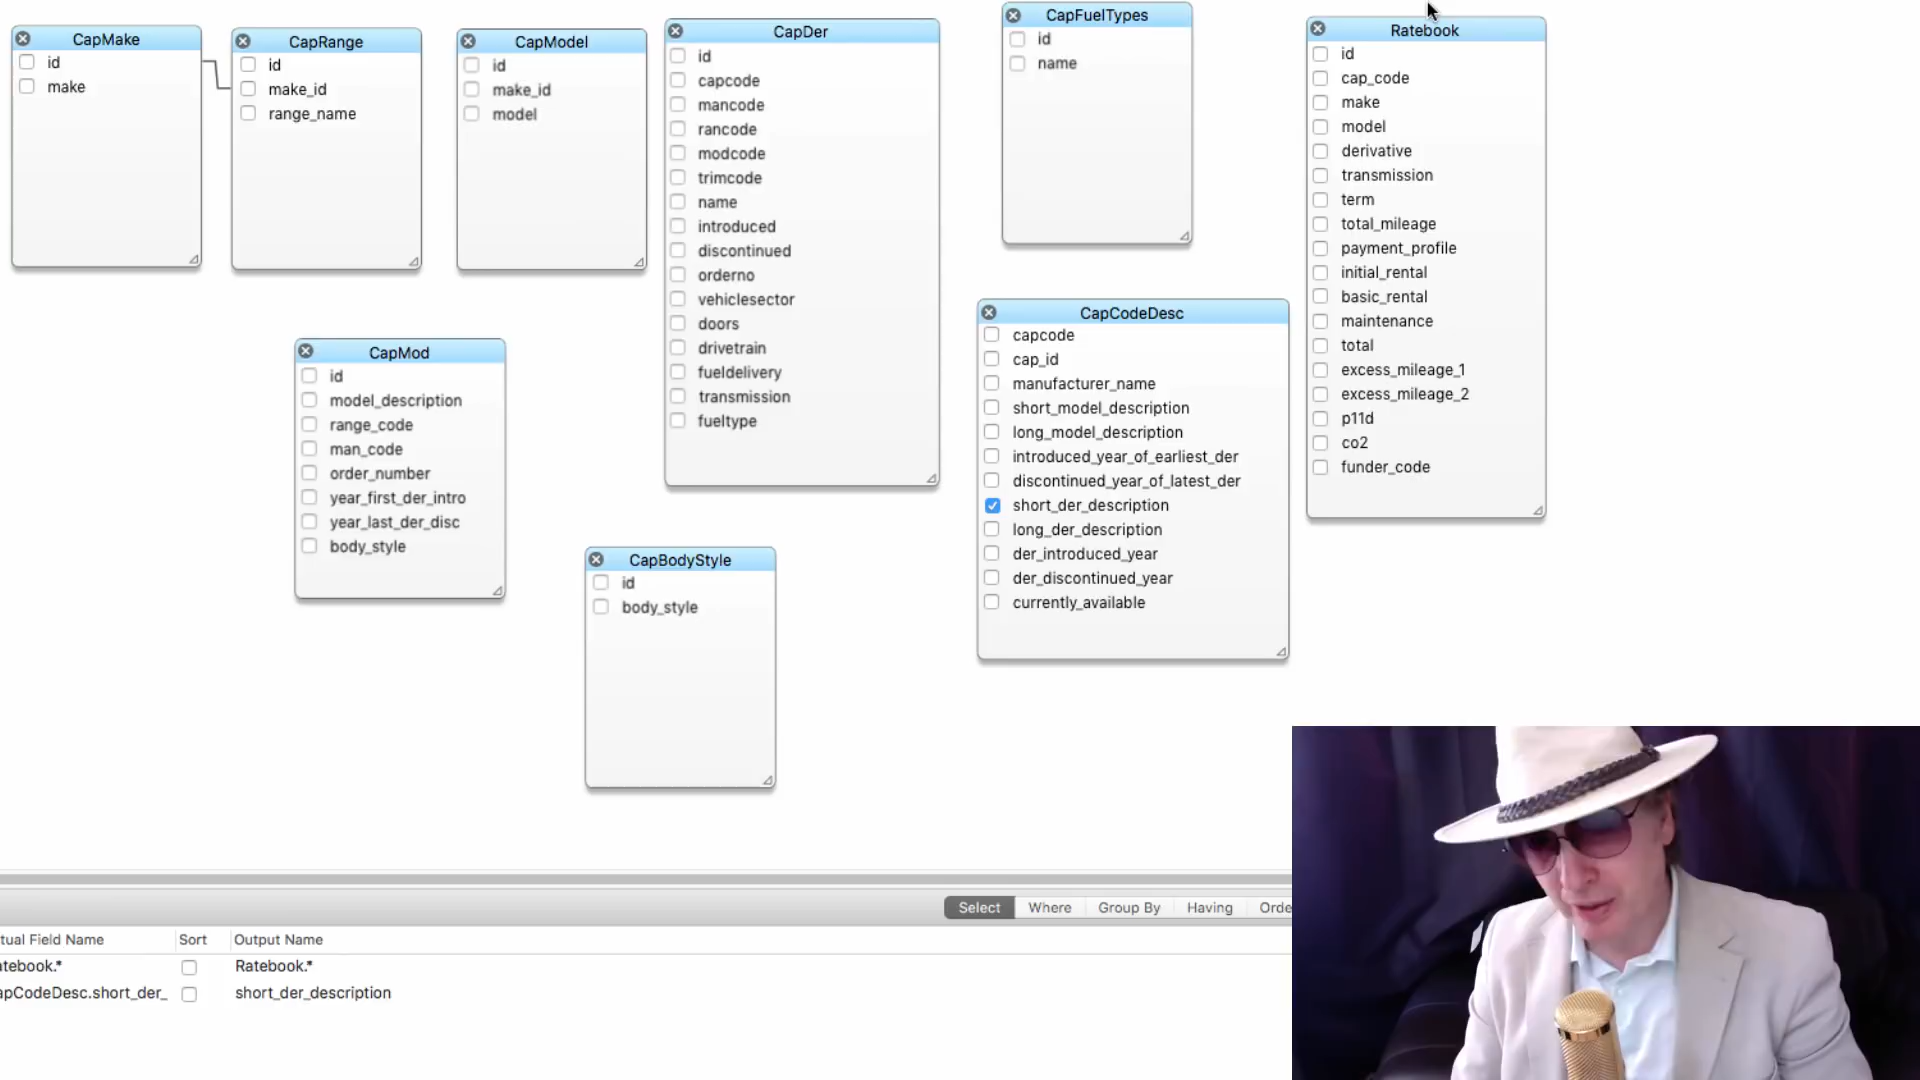 CapMake
id
make
CapRange
id
make_id
range_name
CapModel
id
make_id
model
CapDer
id
capcode
mancode
rancode
modcode
trimcode
name
introduced
discontinued
orderno
vehiclesector
doors
drivetrain
fueldelivery
transmission
fueltype
CapFuelTypes
id
name
Ratebook
id
cap_code
make
model
derivative
transmission
term
total_mileage
payment_profile
initial_rental
basic_rental
maintenance
total
excess_mileage_1
excess_mileage_2
p11d
co2
funder_code
CapMod
id
model_description
range_code
man_code
order_number
year_first_der_intro
year_last_der_disc
body_style
CapBodyStyle
id
body_style
CapCodeDesc
capcode
cap_id
manufacturer_name
short_model_description
long_model_description
introduced_year_of_earliest_der
discontinued_year_of_latest_der
short_der_description
long_der_description
der_introduced_year
der_discontinued_year
currently_available
Select Where Group By Having Orde
tual Field Name Sort Output Name
atebook.* Ratebook.*
apCodeDesc.short_der_ short_der_description